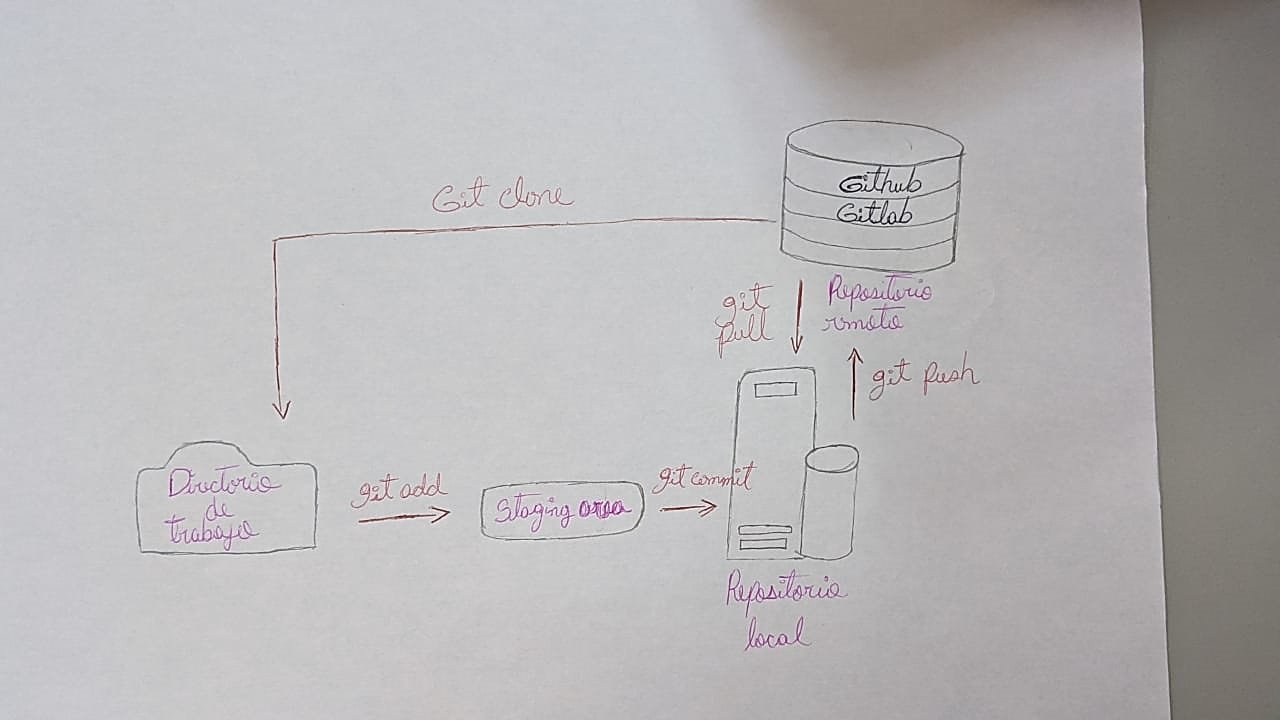 Git clone
Github
Gitlab
git
pull
Repositorio
rmoto
git push
Directorio
de
trabajo
git add
Staging area
git commit
Repositorio
local